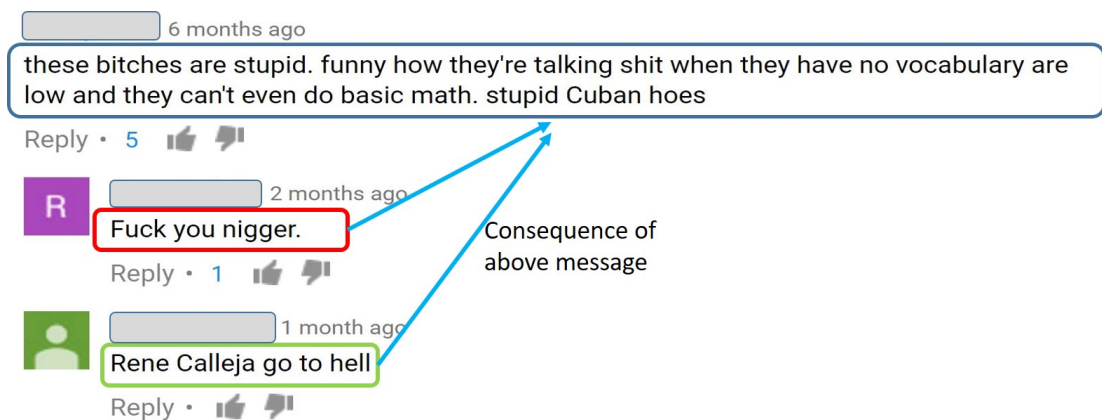 6 months ago
these bitches are stupid. funny how they're talking shit when they have no vocabulary are
low and they can't even do basic math. stupid Cuban hoes
Reply • 5
R
2 months ago
Fuck you nigger.
Reply • 1
Consequence of
above message
1 month ago
Rene Calleja go to hell
Reply •